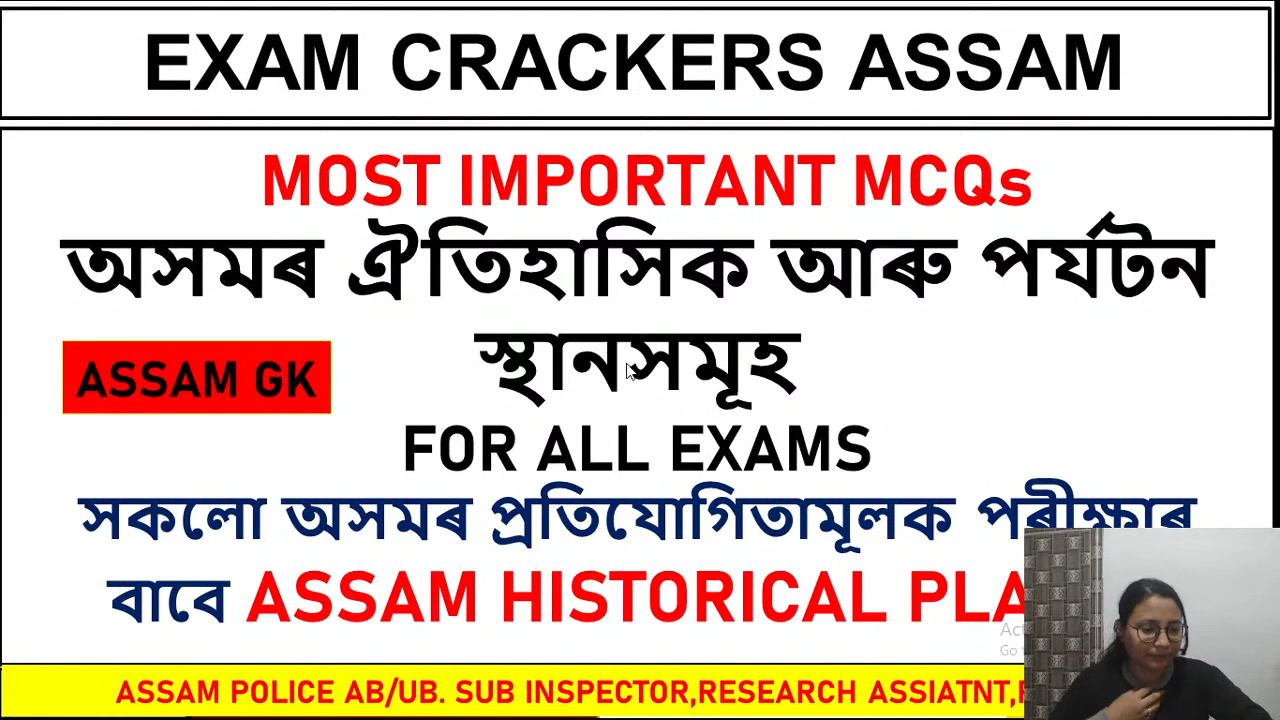 EXAM CRACKERS ASSAM
MOST IMPORTANT MCQs
অসমৰ ঐতিহাসিক আৰু পৰ্যটন
স্থানসমূহ
ASSAM GK
FOR ALL EXAMS
সকলো অসমৰ প্ৰতিযোগিতামূলক পৰীক্ষাৰ
বাবে ASSAM HISTORICAL
ASSAM POLICE AB/UB. SUB INSPECTOR,RESEARCH ASSIATNT,